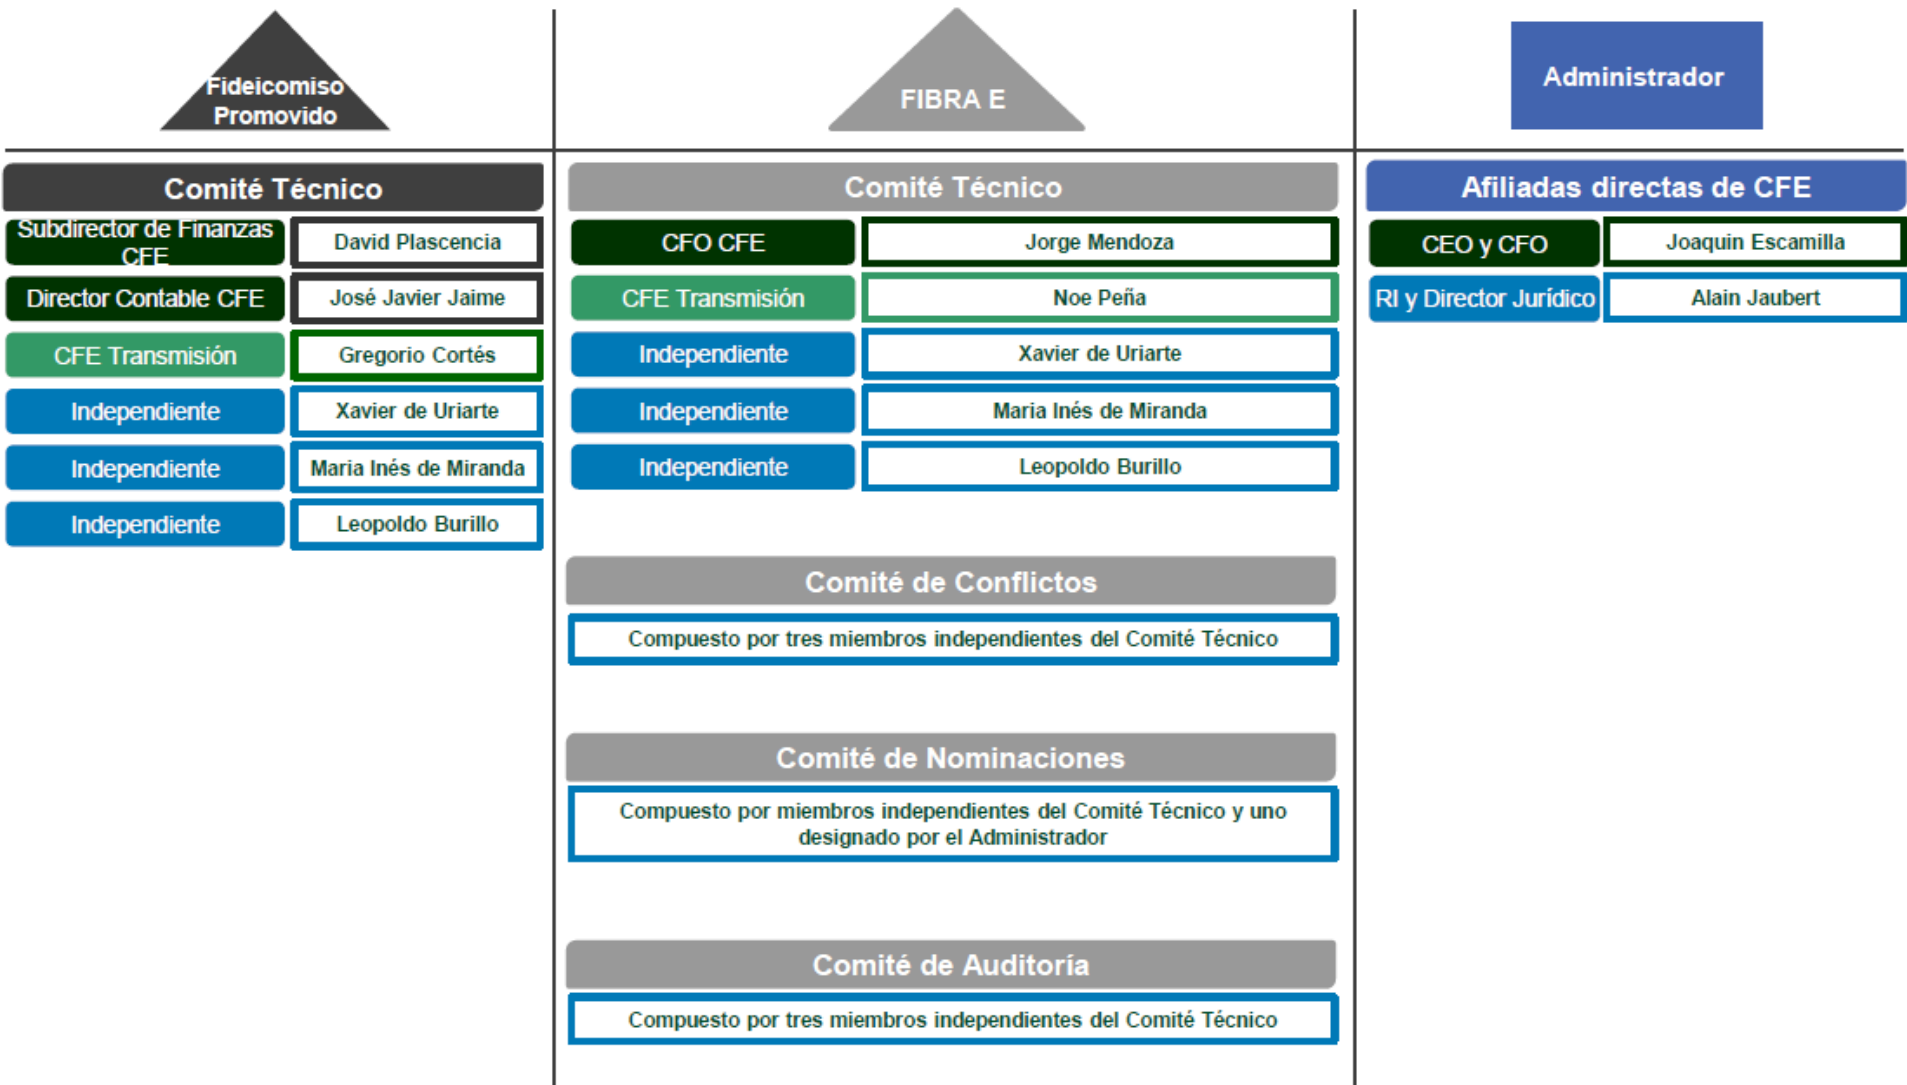 Fideicomiso
Promovido
FIBRA E
Administrador
Comité Técnico
Subdirector de Finanzas
CFE
David Plascencia
Director Contable CFE
José Javier Jaime
CFE Transmisión
Gregorio Cortés
Independiente
Xavier de Uriarte
Independiente
Maria Inés de Miranda
Independiente
Leopoldo Burillo
Comité Técnico
CFO CFE
Jorge Mendoza
CFE Transmisión
Noe Peña
Independiente
Xavier de Uriarte
Independiente
Maria Inés de Miranda
Independiente
Leopoldo Burillo
Comité de Conflictos
Compuesto por tres miembros independientes del Comité Técnico
Comité de Nominaciones
Compuesto por miembros independientes del Comité Técnico y uno
designado por el Administrador
Comité de Auditoría
Compuesto por tres miembros independientes del Comité Técnico
Afiliadas directas de CFE
CEO y CFO
Joaquin Escamilla
RI y Director Jurídico
Alain Jaubert